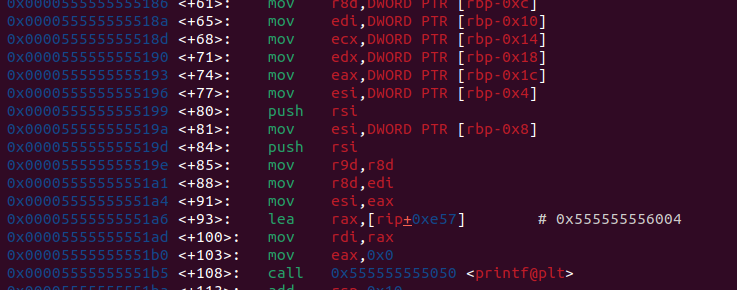 0x0000555555555186 <+61>: mov r8d,DWORD PTR [rbp-0xc]
0x000055555555518a <+65>: mov edi,DWORD PTR [rbp-0x10]
0x000055555555518d <+68>: mov ecx,DWORD PTR [rbp-0x14]
0x0000555555555190 <+71>: mov edx,DWORD PTR [rbp-0x18]
0x0000555555555193 <+74>: mov eax,DWORD PTR [rbp-0x1c]
0x0000555555555196 <+77>: mov esi,DWORD PTR [rbp-0x4]
0x0000555555555199 <+80>: push rsi
0x000055555555519a <+81>: mov esi,DWORD PTR [rbp-0x8]
0x000055555555519d <+84>: push rsi
0x000055555555519e <+85>: mov r9d,r8d
0x00005555555551a1 <+88>: mov r8d,edi
0x00005555555551a4 <+91>: mov esi,eax
0x00005555555551a6 <+93>: lea rax,[rip+0xe57] # 0x555555556004
0x00005555555551ad <+100>: mov rdi,rax
0x00005555555551b0 <+103>: mov eax,0x0
0x00005555555551b5 <+108>: call 0x555555555050 <printf@plt>
0x00005555555551ba <+113>: add rsp,0x10